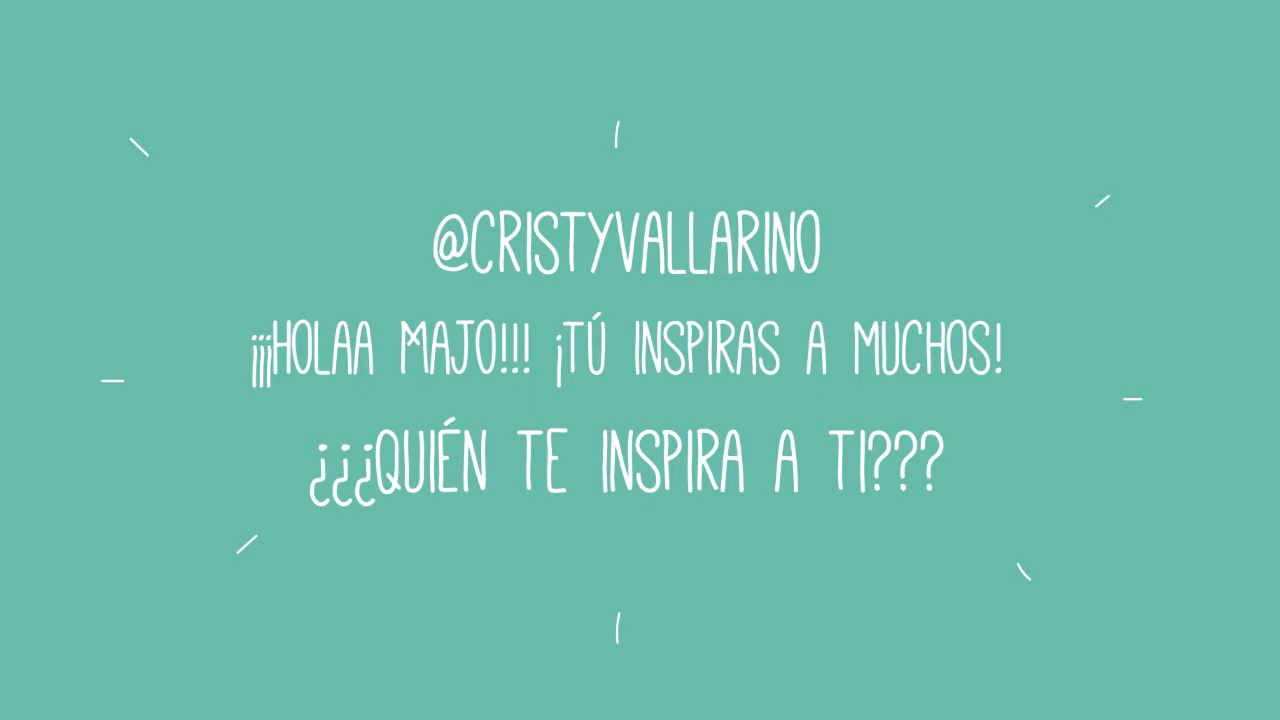 @CRISTYVALLARINO
¡¡¡HOLAA MAJO!!! ¡TÚ INSPIRAS A MUCHOS!
¿¿¿QUIÉN TE INSPIRA A TI???